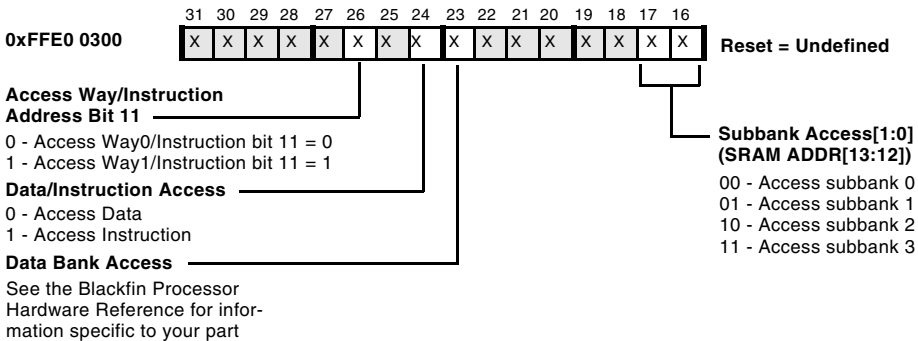 31 30 29 28 27 26 25 24 23 22 21 20 19 18 17 16
0xFFE0 0300
X X X X X X X X X X X X X X X X
Reset = Undefined
Access Way/Instruction
Address Bit 11
0 - Access Way0/Instruction bit 11 = 0
1 - Access Way1/Instruction bit 11 = 1
Data/Instruction Access
0 - Access Data
1 - Access Instruction
Data Bank Access
See the Blackfin Processor
Hardware Reference for infor-
mation specific to your part
Subbank Access[1:0]
(SRAM ADDR[13:12])
00 - Access subbank 0
01 - Access subbank 1
10 - Access subbank 2
11 - Access subbank 3